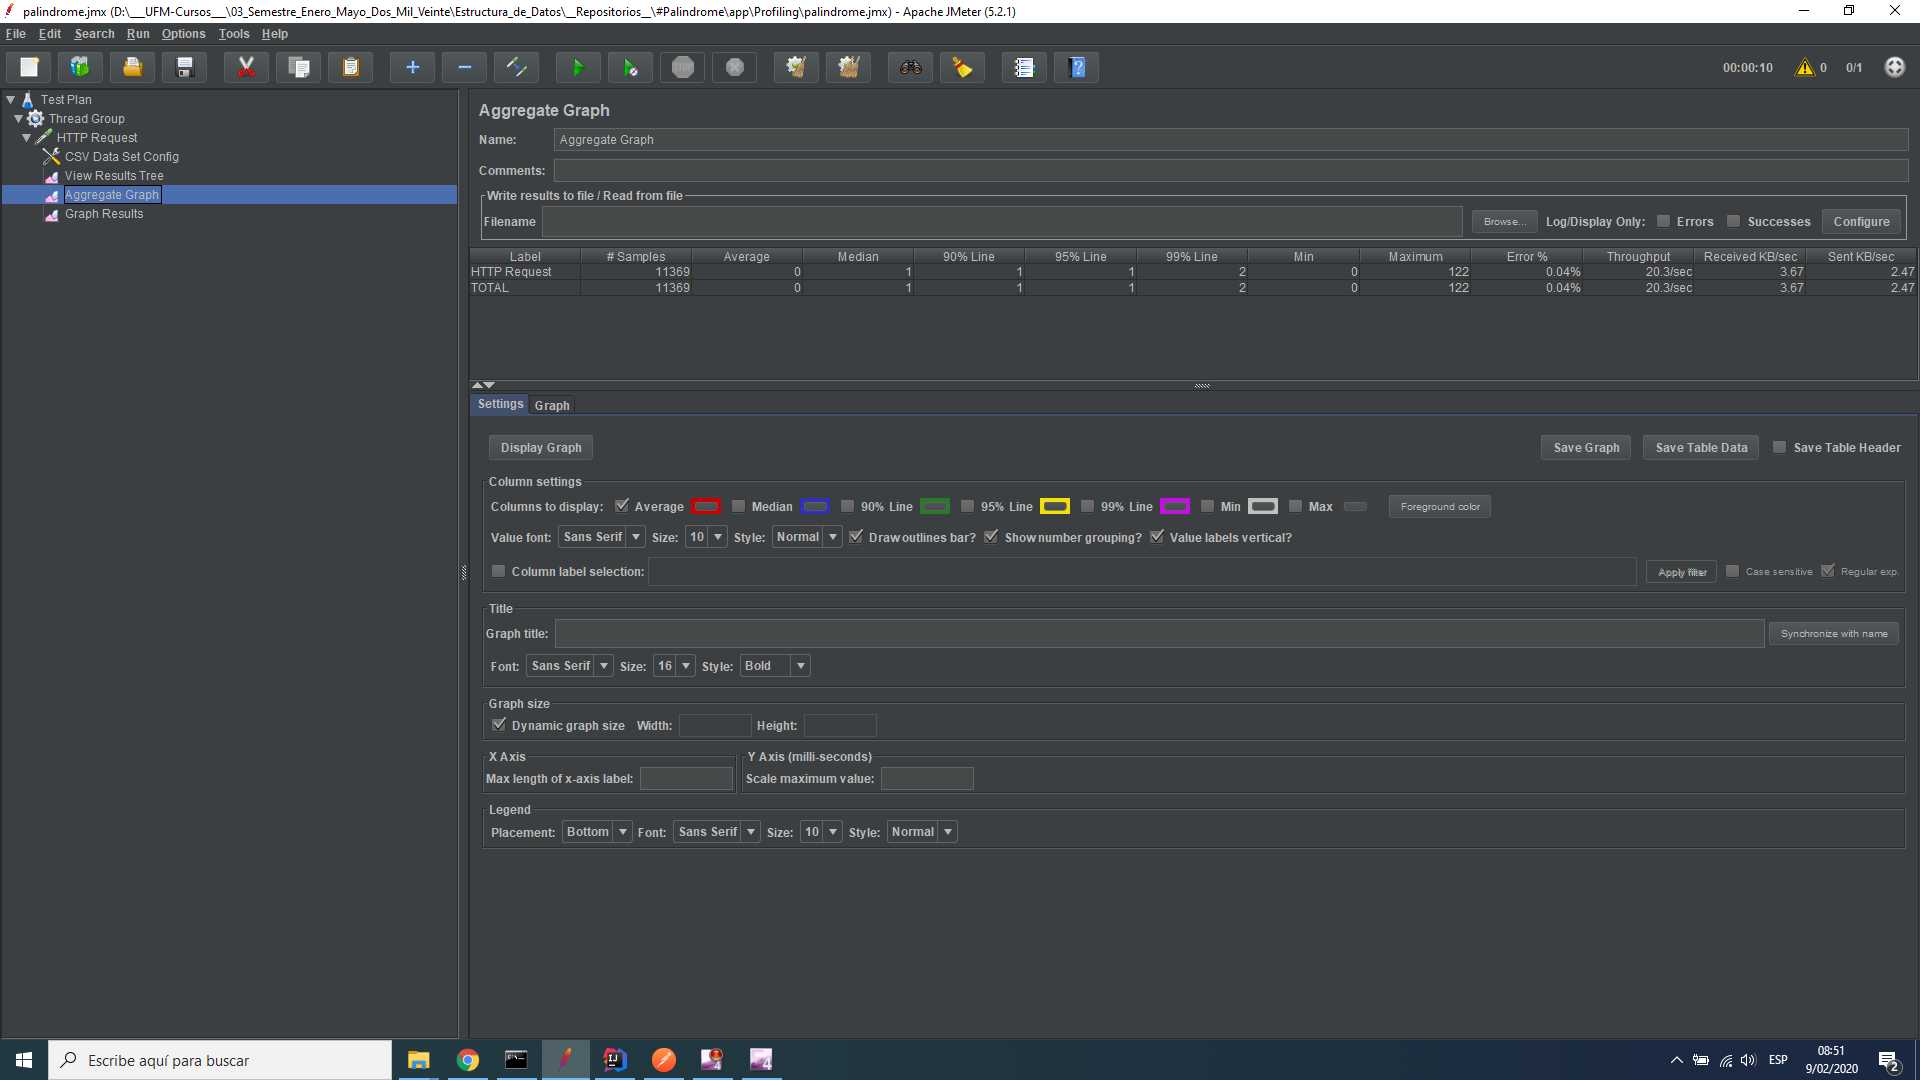 palindrome.jmx (D:\___UFM-Cursos___\03_Semestre_Enero_Mayo_Dos_Mil_Veinte\Estructura_de_Datos\__Repositorios__\#Palindrome\app\Profiling\palindrome.jmx) - Apache JMeter (5.2.1)
File Edit Search Run Options Tools Help
STOP 00:00:10 0 0/1
Test Plan
Thread Group
HTTP Request
CSV Data Set Config
View Results Tree
Aggregate Graph
Graph Results
Aggregate Graph
Name: Aggregate Graph
Comments:
Write results to file / Read from file
Filename Browse... Log/Display Only: Errors Successes Configure
Label # Samples Average Median 90% Line 95% Line 99% Line Min Maximum Error % Throughput Received KB/sec Sent KB/sec
HTTP Request 11369 0 1 1 1 2 0 122 0.04% 20.3/sec 3.67 2.47
TOTAL 11369 0 1 1 1 2 0 122 0.04% 20.3/sec 3.67 2.47
Settings Graph
Display Graph Save Graph Save Table Data Save Table Header
Column settings
Columns to display: Average Median 90% Line 95% Line 99% Line Min Max Foreground color
Value font: Sans Serif Size: 10 Style: Normal Draw outlines bar? Show number grouping? Value labels vertical?
Column label selection: Apply filter Case sensitive Regular exp.
Title
Graph title: Synchronize with name
Font: Sans Serif Size: 16 Style: Bold
Graph size
Dynamic graph size Width: Height:
X Axis Y Axis (milli-seconds)
Max length of x-axis label: Scale maximum value:
Legend
Placement: Bottom Font: Sans Serif Size: 10 Style: Normal
Escribe aquí para buscar
ESP
08:51
9/02/2020
2